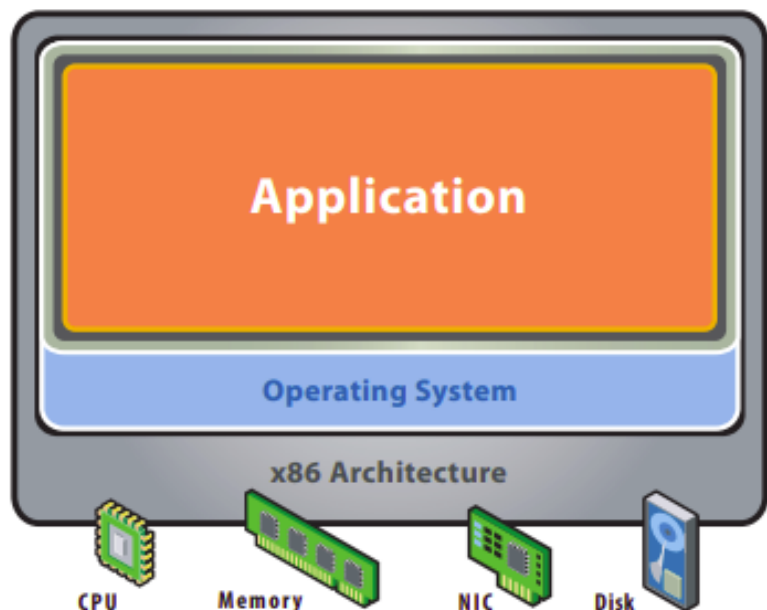 Application
Operating System
x86 Architecture
CPU Memory NIC Disk